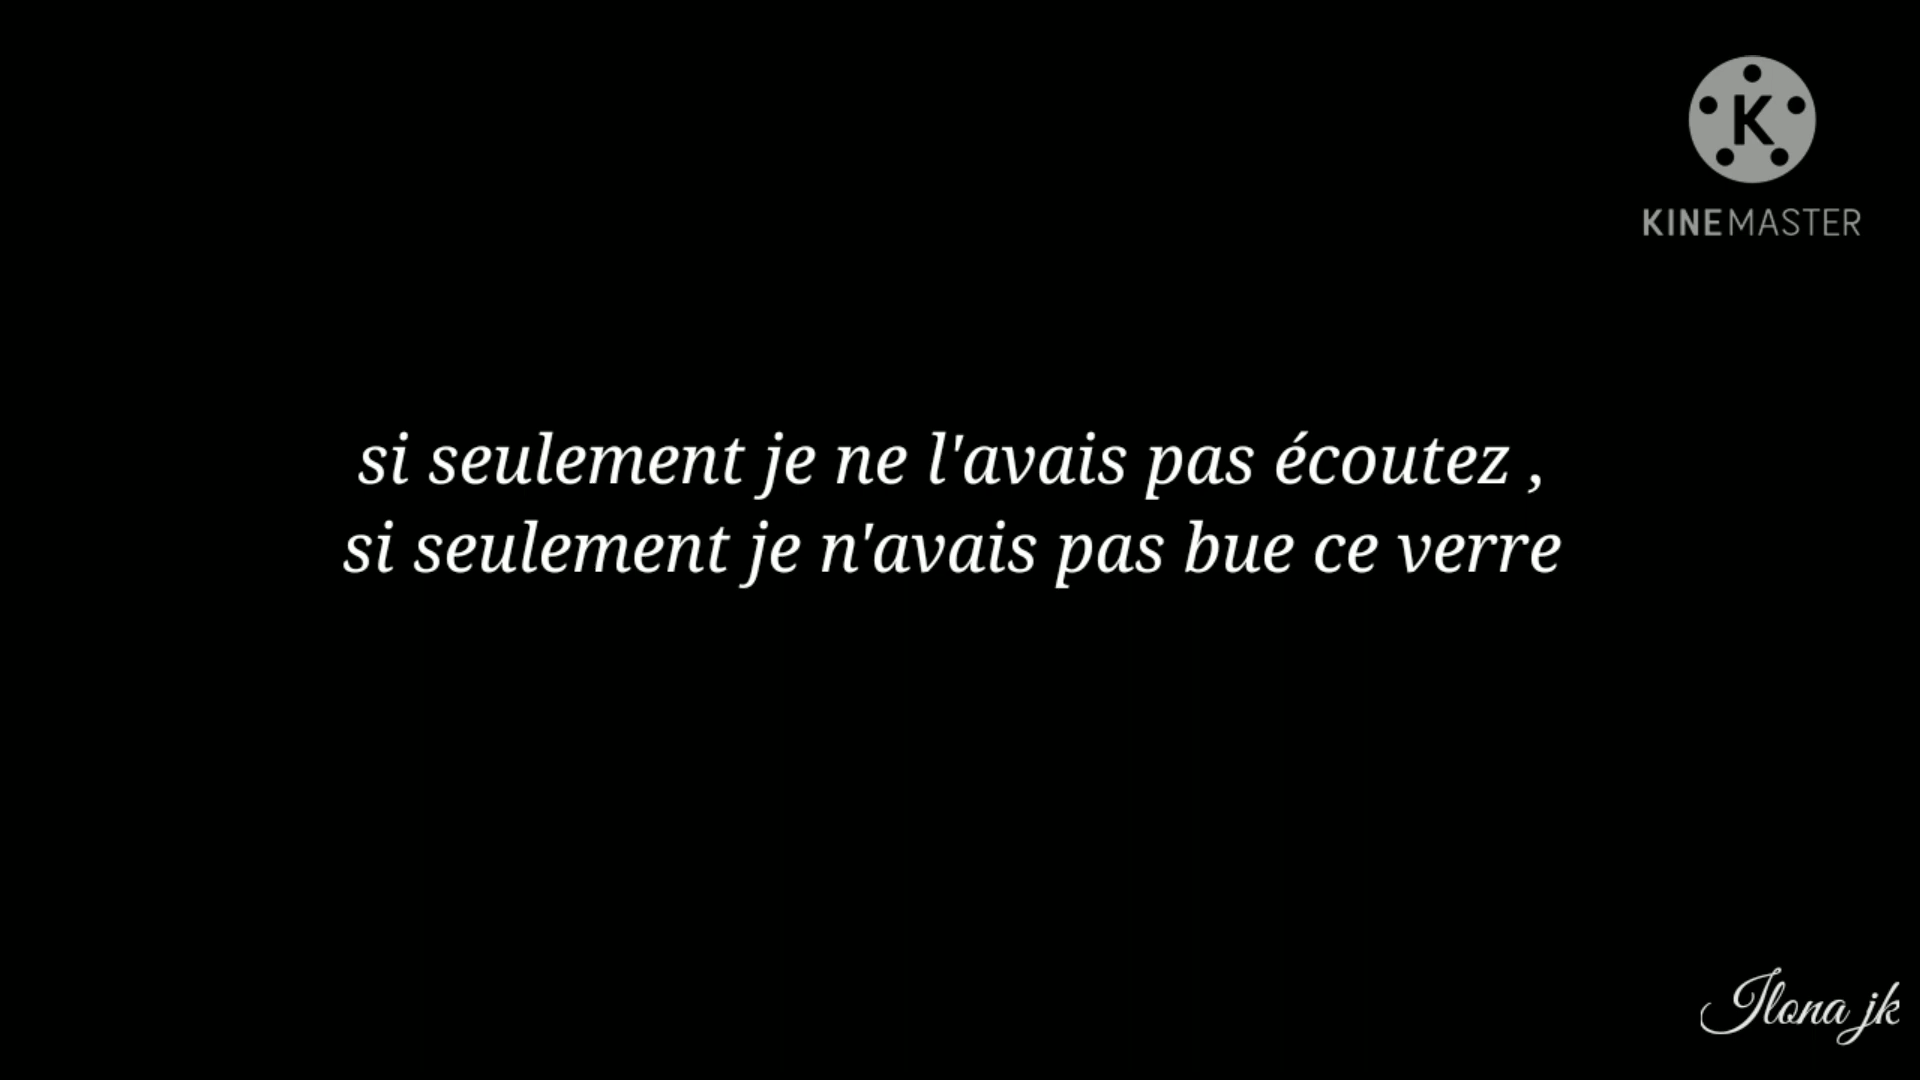 KINEMASTER
si seulement je ne l'avais pas écoutez ,
si seulement je n'avais pas bue ce verre
Ilona jk